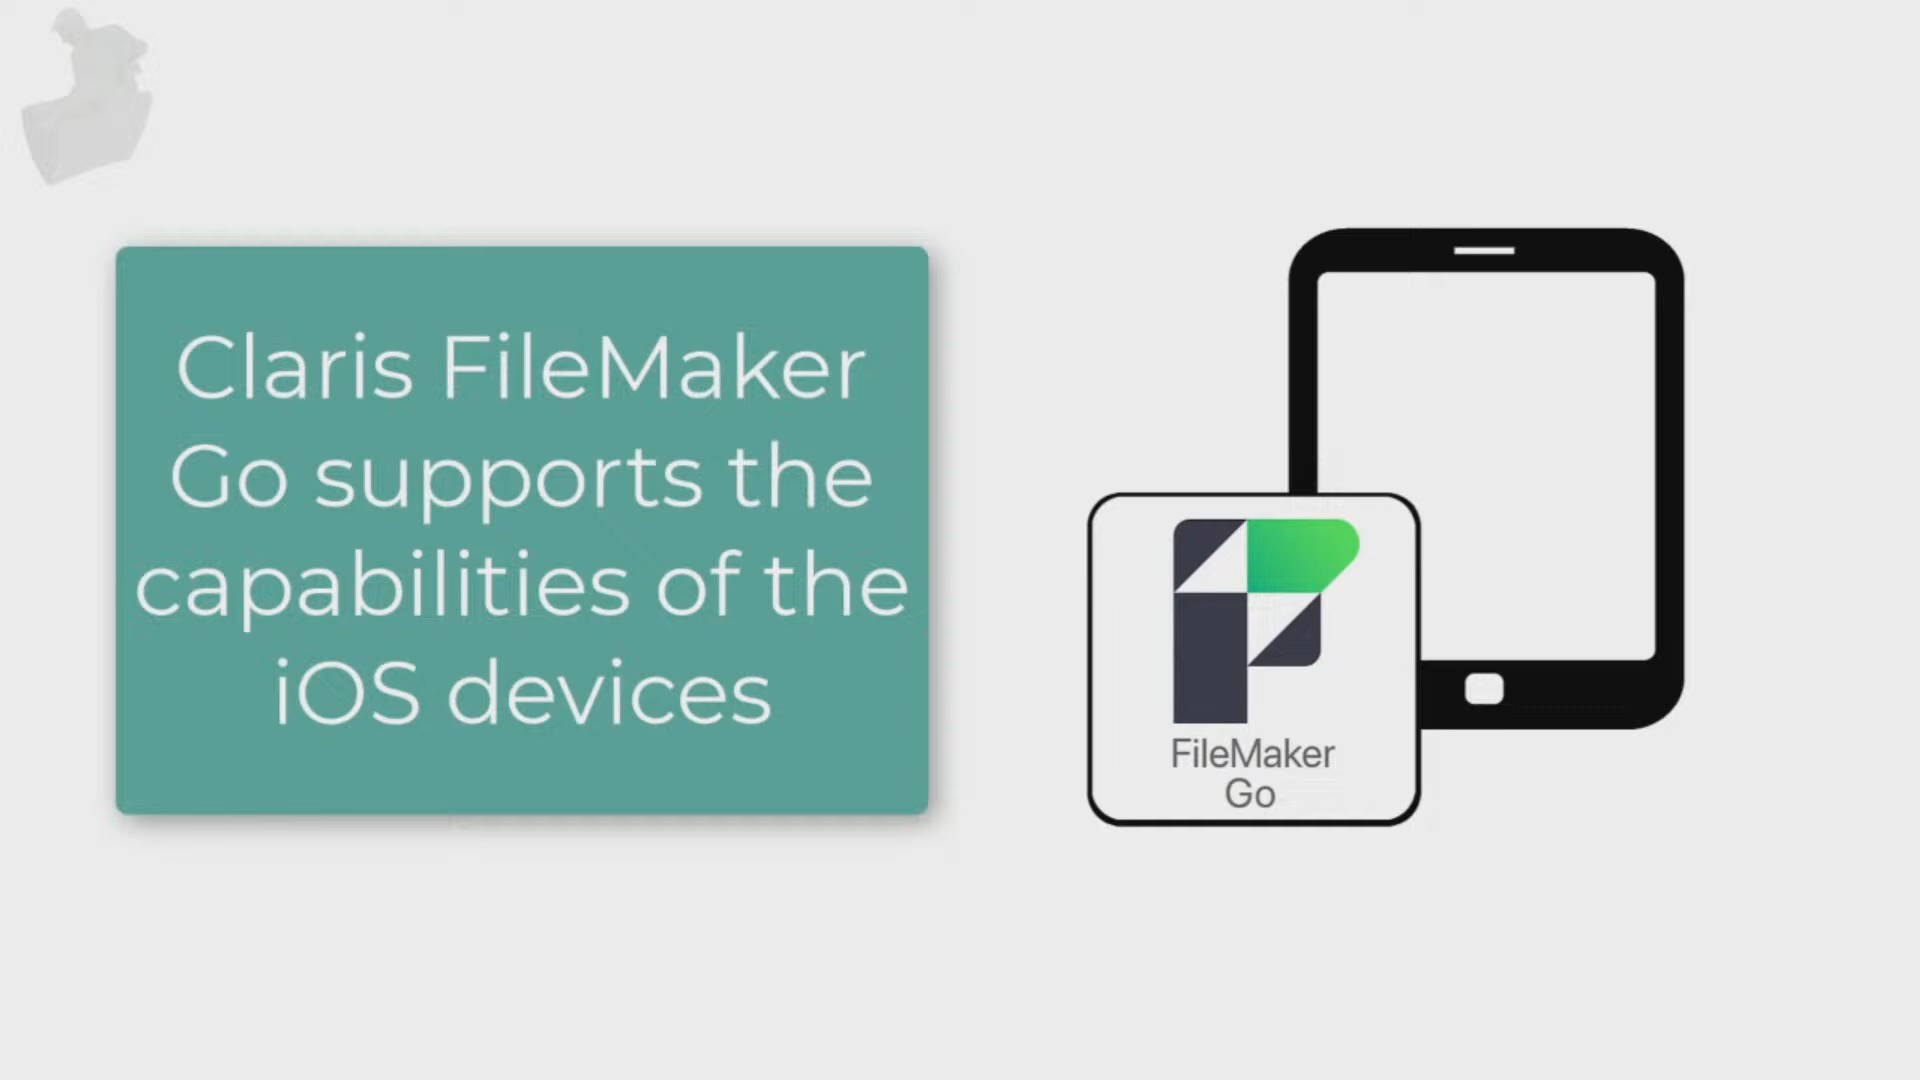 Claris FileMaker
Go supports the
capabilities of the
iOS devices
FileMaker
Go